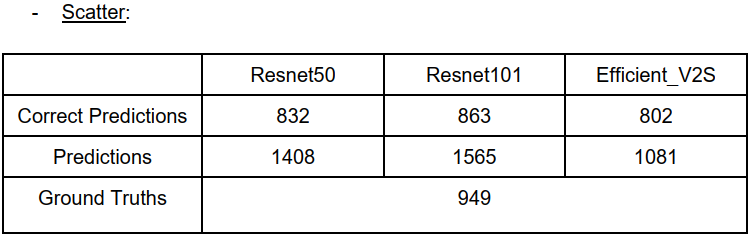 - Scatter:
Resnet50 Resnet101 Efficient_V2S
Correct Predictions 832 863 802
Predictions 1408 1565 1081
Ground Truths 949